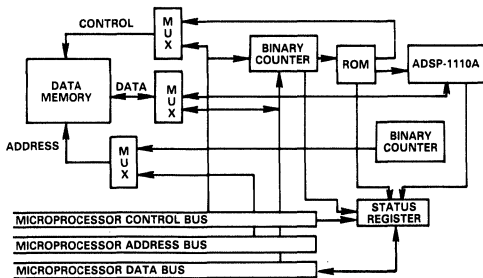 CONTROL
MUX
BINARY
COUNTER
ROM
ADSP-1110A
DATA
MEMORY
DATA
MUX
ADDRESS
MUX
BINARY
COUNTER
STATUS
REGISTER
MICROPROCESSOR CONTROL BUS
MICROPROCESSOR ADDRESS BUS
MICROPROCESSOR DATA BUS